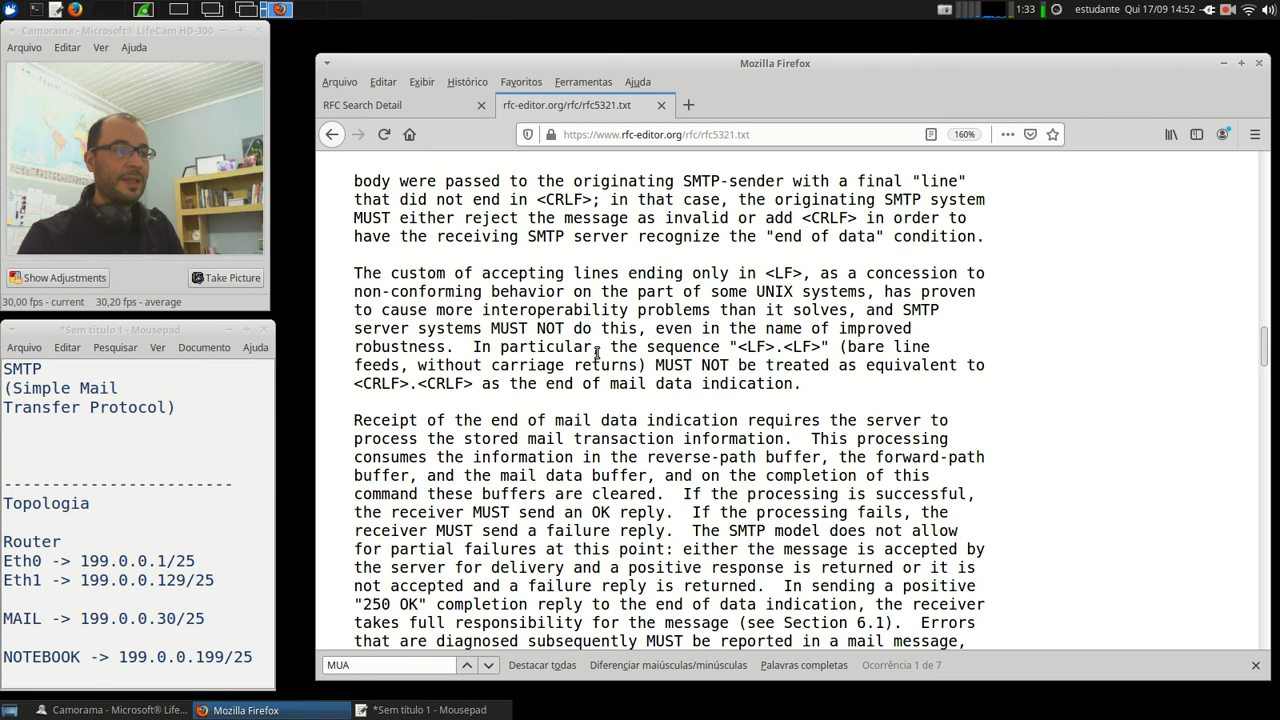 1:33
estudante
Qui 17/09 14:52
Camorama - Microsoft® LifeCam HD-300
Arquivo Editar Ver Ajuda
Show Adjustments
Take Picture
30,00 fps - current 30,20 fps - average
*Sem título 1 - Mousepad
Arquivo Editar Pesquisar Ver Documento Ajuda
SMTP
(Simple Mail
Transfer Protocol)
------------------------
Topologia
Router
Eth0 -> 199.0.0.1/25
Eth1 -> 199.0.0.129/25
MAIL -> 199.0.0.30/25
NOTEBOOK -> 199.0.0.199/25
Mozilla Firefox
Arquivo Editar Exibir Histórico Favoritos Ferramentas Ajuda
RFC Search Detail
rfc-editor.org/rfc/rfc5321.txt
https://www.rfc-editor.org/rfc/rfc5321.txt
160%
body were passed to the originating SMTP-sender with a final "line"
that did not end in <CRLF>; in that case, the originating SMTP system
MUST either reject the message as invalid or add <CRLF> in order to
have the receiving SMTP server recognize the "end of data" condition.
The custom of accepting lines ending only in <LF>, as a concession to
non-conforming behavior on the part of some UNIX systems, has proven
to cause more interoperability problems than it solves, and SMTP
server systems MUST NOT do this, even in the name of improved
robustness.  In particular, the sequence "<LF>.<LF>" (bare line
feeds, without carriage returns) MUST NOT be treated as equivalent to
<CRLF>.<CRLF> as the end of mail data indication.
Receipt of the end of mail data indication requires the server to
process the stored mail transaction information.  This processing
consumes the information in the reverse-path buffer, the forward-path
buffer, and the mail data buffer, and on the completion of this
command these buffers are cleared.  If the processing is successful,
the receiver MUST send an OK reply.  If the processing fails, the
receiver MUST send a failure reply.  The SMTP model does not allow
for partial failures at this point: either the message is accepted by
the server for delivery and a positive response is returned or it is
not accepted and a failure reply is returned.  In sending a positive
"250 OK" completion reply to the end of data indication, the receiver
takes full responsibility for the message (see Section 6.1).  Errors
that are diagnosed subsequently MUST be reported in a mail message,
MUA
Destacar todas
Diferenciar maiúsculas/minúsculas
Palavras completas
Ocorrência 1 de 7
Camorama - Microsoft® Life...
Mozilla Firefox
*Sem título 1 - Mousepad